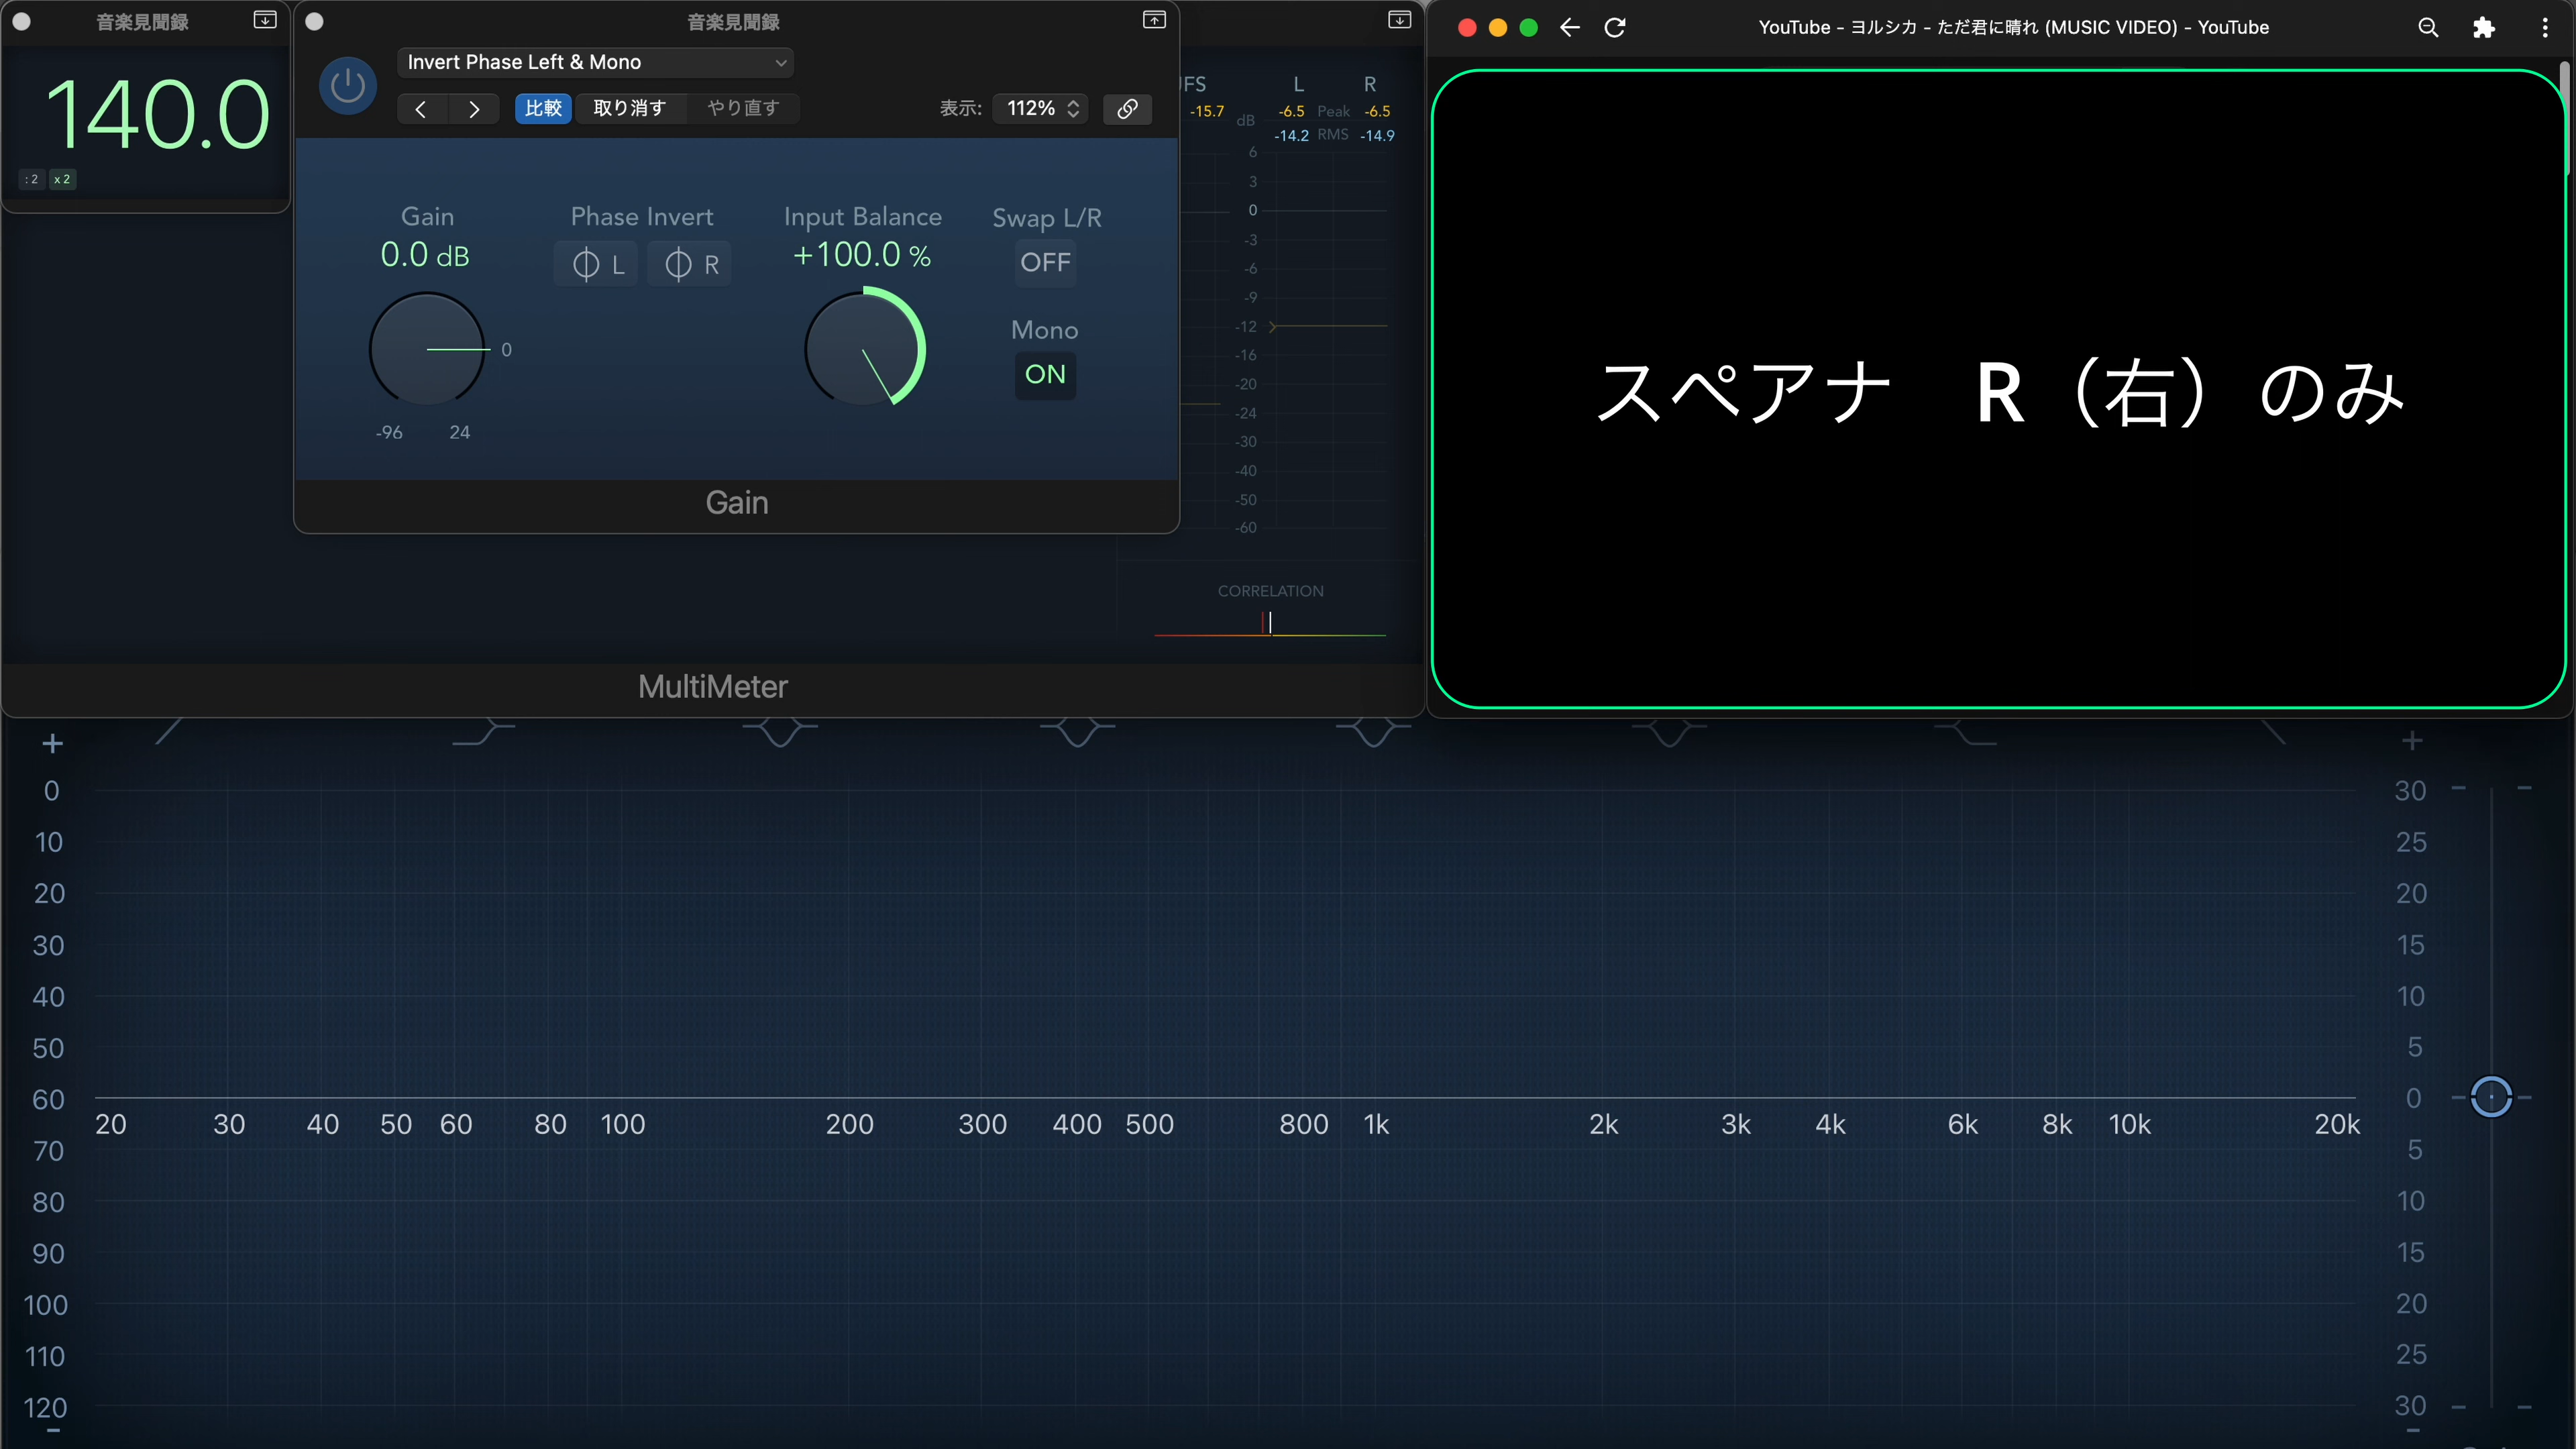 音楽見聞録
140.0
: 2 x 2
音楽見聞録
Invert Phase Left & Mono
比較 取り消す やり直す 表示: 112%
Gain
0.0 dB
0
-96 24
Phase Invert
L R
Input Balance
+100.0 %
Swap L/R
OFF
Mono
ON
Gain
L R
-15.7 -6.5 Peak -6.5
dB -14.2 RMS -14.9
6
3
0
-3
-6
-9
-12
-16
-20
-24
-30
-40
-50
-60
CORRELATION
MultiMeter
YouTube - ヨルシカ - ただ君に晴れ (MUSIC VIDEO) - YouTube
スペアナ R（右）のみ
+ +
0 30
10 25
20 20
30 15
40 10
50 5
60 0
20 30 40 50 60 80 100 200 300 400 500 800 1k 2k 3k 4k 6k 8k 10k 20k
70 5
80 10
90 15
100 20
110 25
120 30
- -